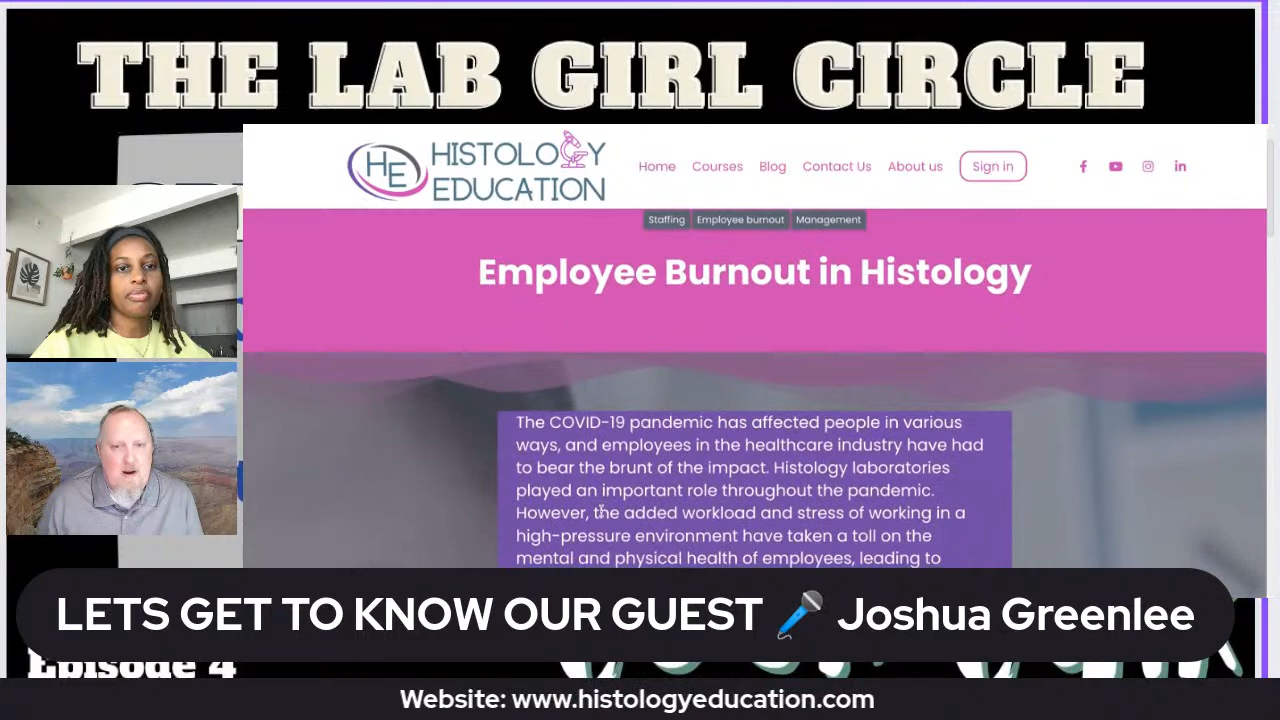 THE LAB GIRL CIRCLE
HE HISTOLOGY
EDUCATION
Home Courses Blog Contact Us About us Sign in
Staffing Employee burnout Management
Employee Burnout in Histology
The COVID-19 pandemic has affected people in various
ways, and employees in the healthcare industry have had
to bear the brunt of the impact. Histology laboratories
played an important role throughout the pandemic.
However, the added workload and stress of working in a
high-pressure environment have taken a toll on the
mental and physical health of employees, leading to
LETS GET TO KNOW OUR GUEST 🎤 Joshua Greenlee
Episode 4
Website: www.histologyeducation.com